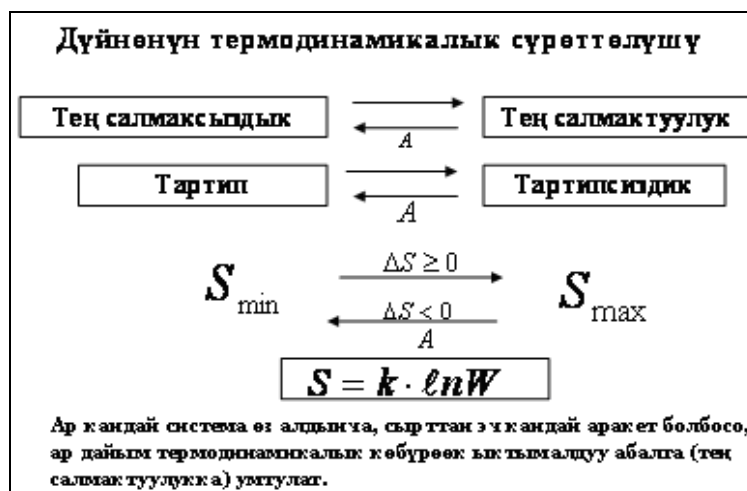 Дүйнөнүн термодинамикалык сүрөттөлүшү
Тең салмаксыздык A Тең салмактуулук
Тартип A Тартипсиздик
S min ΔS ≥ 0 S max
ΔS < 0
A
S = k · ℓnW
Ар кандай система өз алдынча, сырттан эч кандай аракет болбосо,
ар дайым термодинамикалык көбүрөөк ыктымалдуу абалга (тең
салмактуулукка) умтулат.